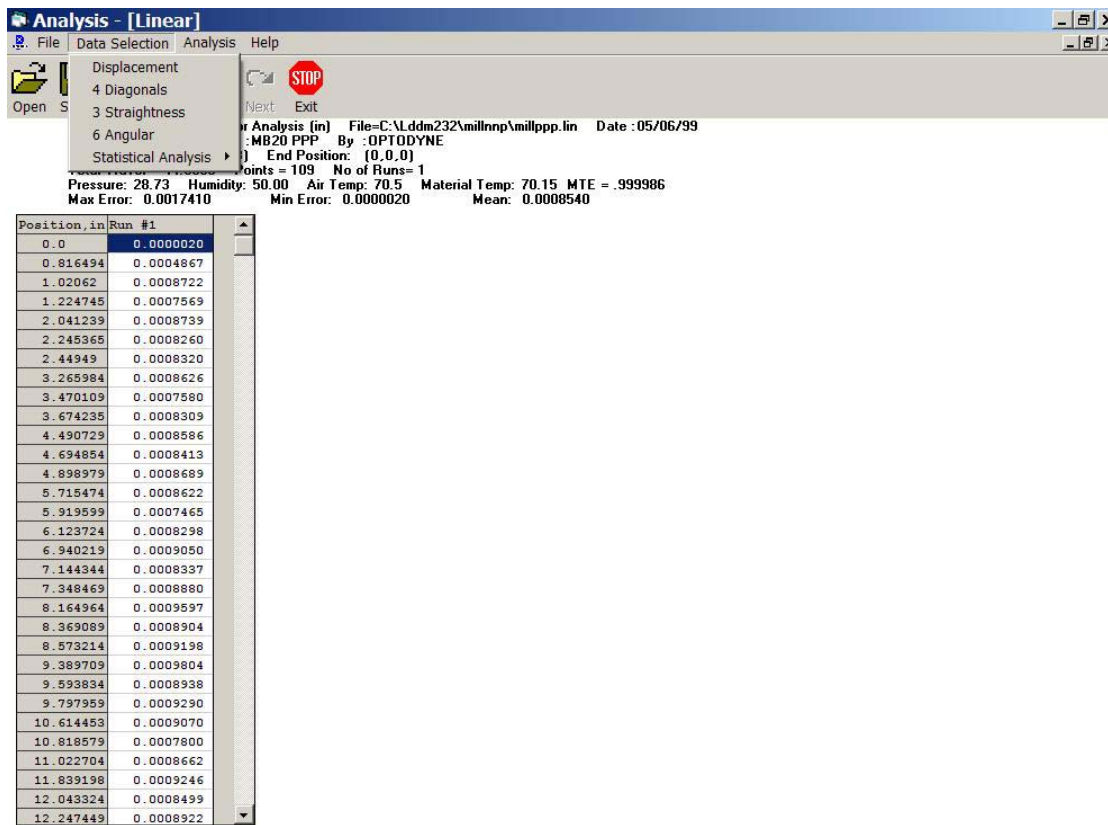 Analysis - [Linear]
File Data Selection Analysis Help
Displacement
4 Diagonals
3 Straightness
6 Angular
Statistical Analysis
Open S Next STOP Exit
r Analysis (in) File=C:\Lddm232\millnnp\millppp.lin Date :05/06/99
:MB20 PPP By :OPTODYNE
) End Position: (0,0,0)
Points = 109 No of Runs= 1
Pressure: 28.73 Humidity: 50.00 Air Temp: 70.5 Material Temp: 70.15 MTE = .999986
Max Error: 0.0017410 Min Error: 0.0000020 Mean: 0.0008540
Position,in Run #1
0.0 0.0000020
0.816494 0.0004867
1.02062 0.0008722
1.224745 0.0007569
2.041239 0.0008739
2.245365 0.0008260
2.44949 0.0008320
3.265984 0.0008626
3.470109 0.0007580
3.674235 0.0008309
4.490729 0.0008586
4.694854 0.0008413
4.898979 0.0008689
5.715474 0.0008622
5.919599 0.0007465
6.123724 0.0008298
6.940219 0.0009050
7.144344 0.0008337
7.348469 0.0008880
8.164964 0.0009597
8.369089 0.0008904
8.573214 0.0009198
9.389709 0.0009804
9.593834 0.0008938
9.797959 0.0009290
10.614453 0.0009070
10.818579 0.0007800
11.022704 0.0008662
11.839198 0.0009246
12.043324 0.0008499
12.247449 0.0008922